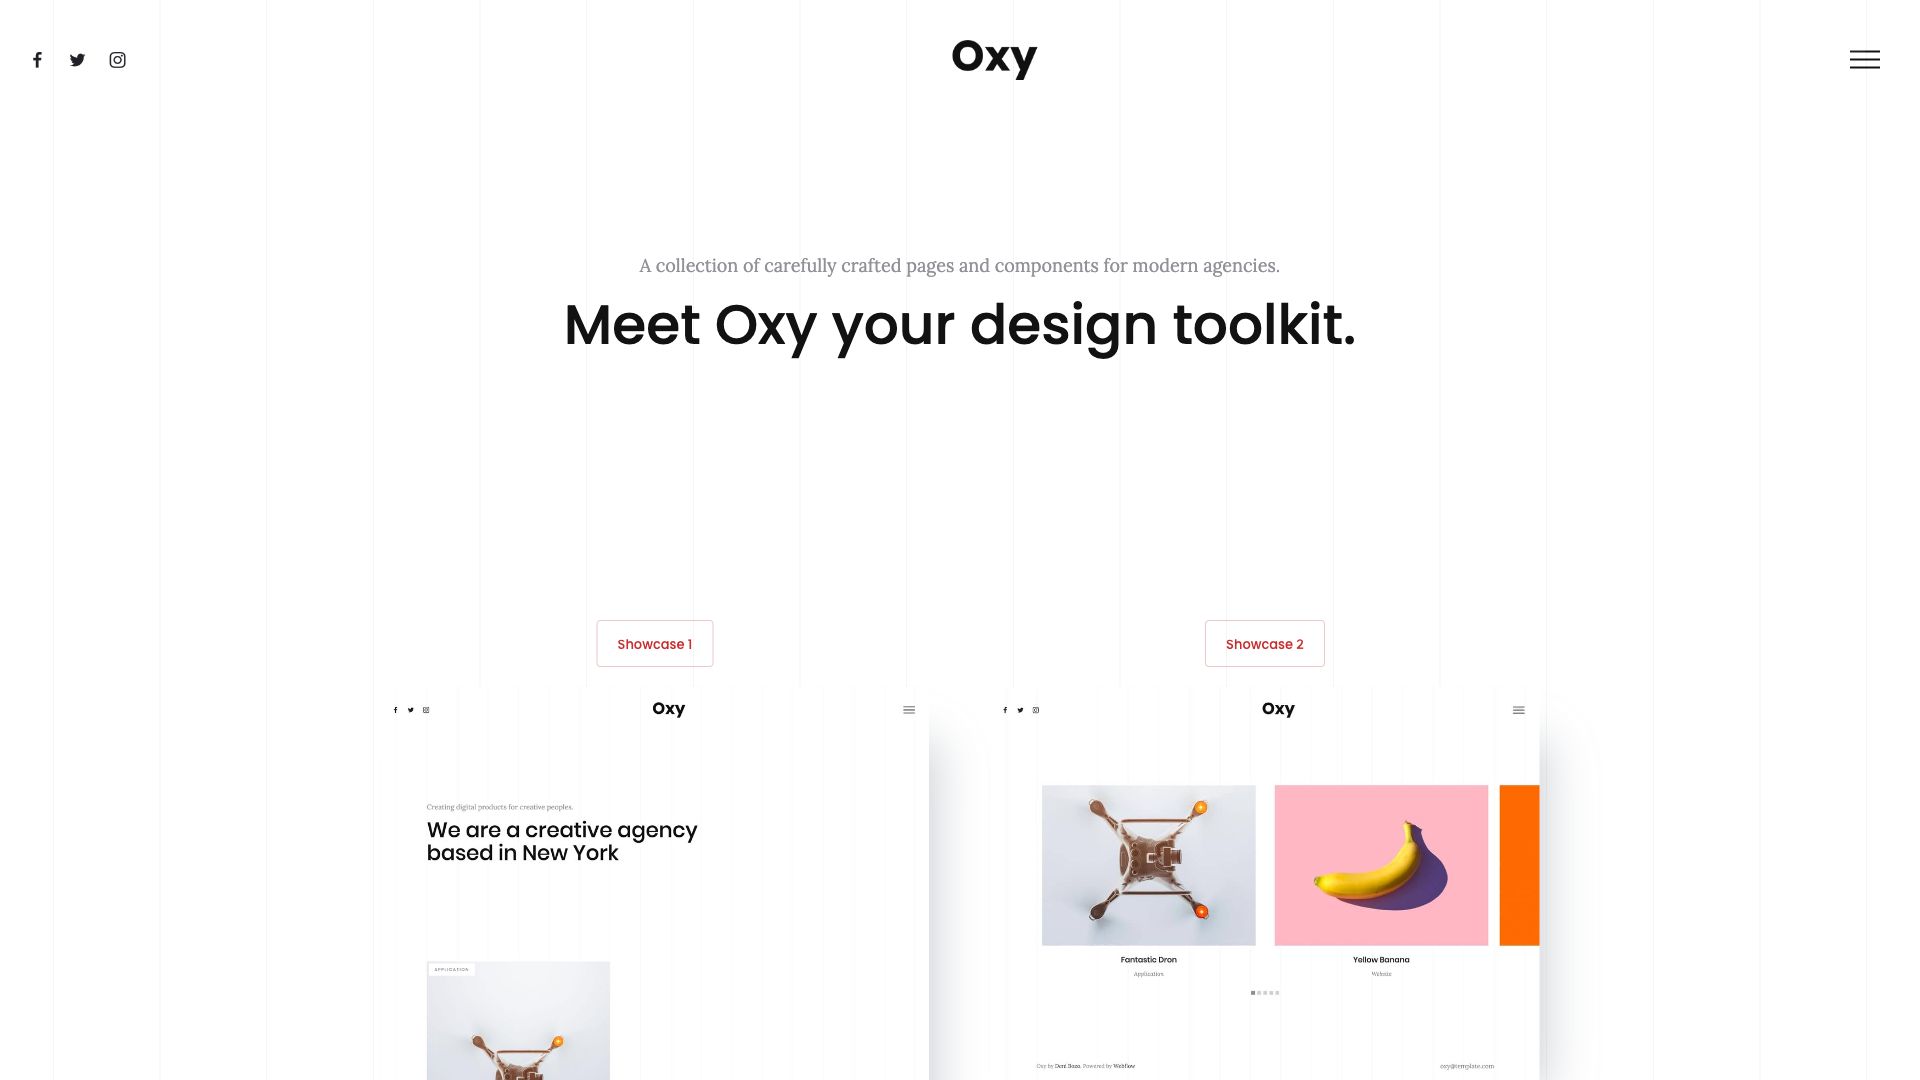 Oxy
A collection of carefully crafted pages and components for modern agencies.
Meet Oxy your design toolkit.
Showcase 1
Showcase 2
Oxy
Creating digital products for creative peoples.
We are a creative agency
based in New York
APPLICATION
Oxy
Fantastic Dron
Application
Yellow Banana
Website
Oxy by Deni Bozo, Powered by Webflow
oxy@template.com